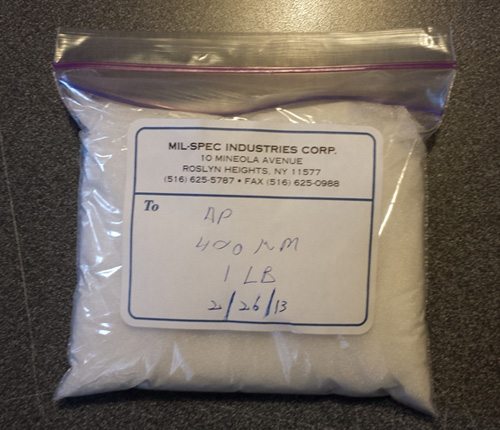 MIL-SPEC INDUSTRIES CORP.
10 MINEOLA AVENUE
ROSLYN HEIGHTS, NY 11577
(516) 625-5787 • FAX (516) 625-0988
To
AP
400 µM
1 LB
2/26/13